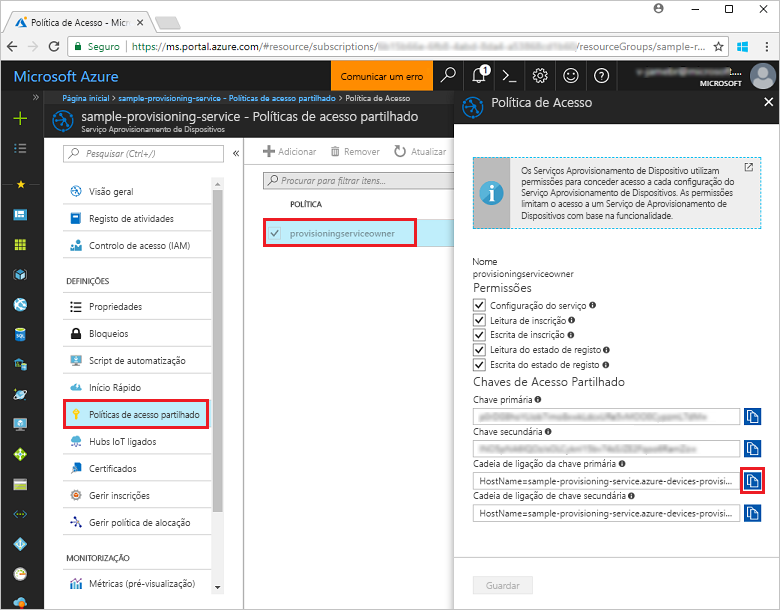 Política de Acesso - Mic
Seguro
https://ms.portal.azure.com/#resource/subscriptions/
/resourceGroups/sample-r...
Microsoft Azure
Comunicar um erro
1
MICROSOFT
Página inicial > sample-provisioning-service - Políticas de acesso partilhado > Política de Acesso
sample-provisioning-service - Políticas de acesso partilhado
Serviço Aprovisionamento de Dispositivos
Pesquisar (Ctrl+/)
Visão geral
Registo de atividades
Controlo de acesso (IAM)
DEFINIÇÕES
Propriedades
Bloqueios
Script de automatização
Início Rápido
Políticas de acesso partilhado
Hubs IoT ligados
Certificados
Gerir inscrições
Gerir política de alocação
MONITORIZAÇÃO
Métricas (pré-visualização)
Adicionar
Remover
Atualizar
Procurar para filtrar itens...
POLÍTICA
provisioningserviceowner
Política de Acesso
Os Serviços Aprovisionamento de Dispositivo utilizam
permissões para conceder acesso a cada configuração do
Serviço Aprovisionamento de Dispositivos. As permissões
limitam o acesso a um Serviço de Aprovisionamento de
Dispositivos com base na funcionalidade.
Nome
provisioningserviceowner
Permissões
Configuração do serviço
Leitura de inscrição
Escrita de inscrição
Leitura do estado de registo
Escrita do estado de registo
Chaves de Acesso Partilhado
Chave primária
Chave secundária
Cadeia de ligação da chave primária
HostName=sample-provisioning-service.azure-devices-provisi...
Cadeia de ligação de chave secundária
HostName=sample-provisioning-service.azure-devices-provisi...
Guardar